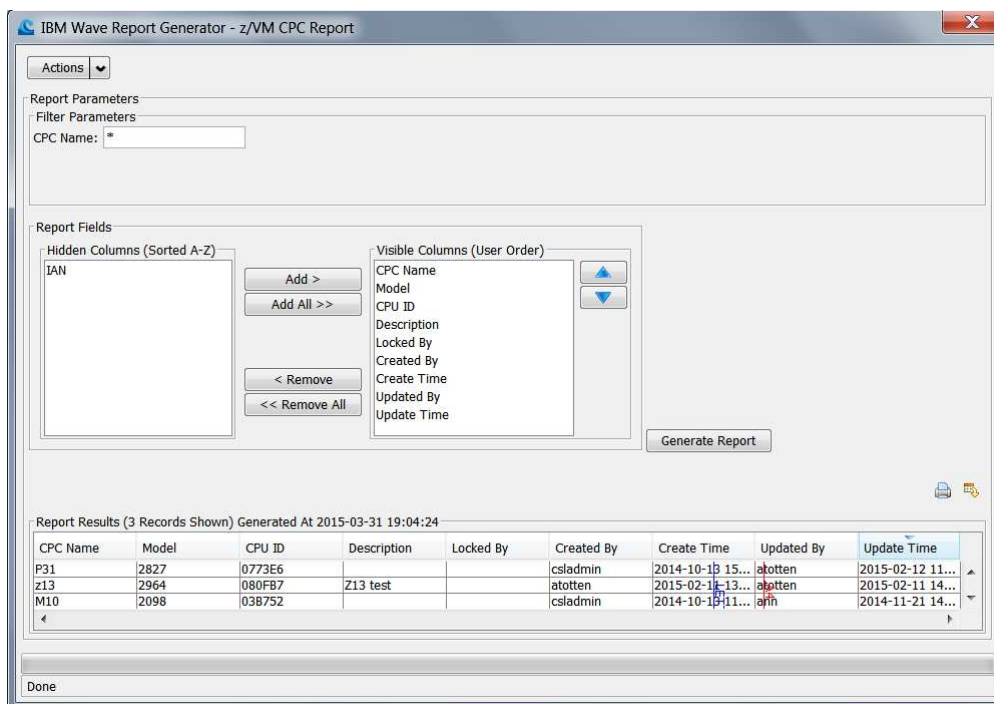 IBM Wave Report Generator - z/VM CPC Report
Actions
Report Parameters
Filter Parameters
CPC Name: *
Report Fields
Hidden Columns (Sorted A-Z)
IAN
Add >
Add All >>
< Remove
<< Remove All
Visible Columns (User Order)
CPC Name
Model
CPU ID
Description
Locked By
Created By
Create Time
Updated By
Update Time
Generate Report
Report Results (3 Records Shown) Generated At 2015-03-31 19:04:24
CPC Name Model CPU ID Description Locked By Created By Create Time Updated By Update Time
P31 2827 0773E6 csladmin 2014-10-13 15... atotten 2015-02-12 11...
z13 2964 080FB7 Z13 test atotten 2015-02-11 13... atotten 2015-02-11 14...
M10 2098 03B752 csladmin 2014-10-13 11... ann 2014-11-21 14...
Done